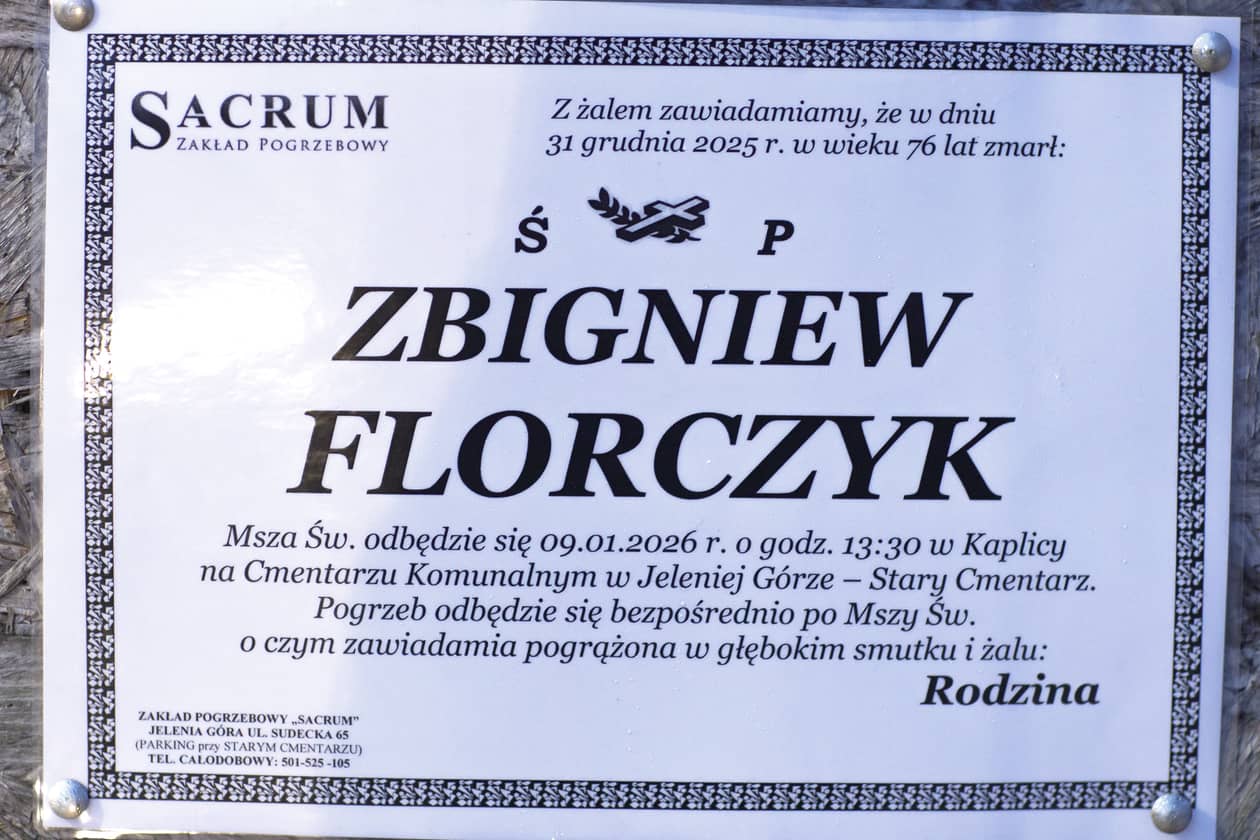 SACRUM
ZAKŁAD POGRZEBOWY
Z żalem zawiadamiamy, że w dniu
31 grudnia 2025 r. w wieku 76 lat zmarł:
Ś P
ZBIGNIEW
FLORCZYK
Msza Św. odbędzie się 09.01.2026 r. o godz. 13:30 w Kaplicy
na Cmentarzu Komunalnym w Jeleniej Górze – Stary Cmentarz.
Pogrzeb odbędzie się bezpośrednio po Mszy Św.
o czym zawiadamia pogrążona w głębokim smutku i żalu:
Rodzina
ZAKŁAD POGRZEBOWY „SACRUM”
JELENIA GÓRA UL. SUDECKA 65
(PARKING przy STARYM CMENTARZU)
TEL. CAŁODOBOWY: 501-525 -105